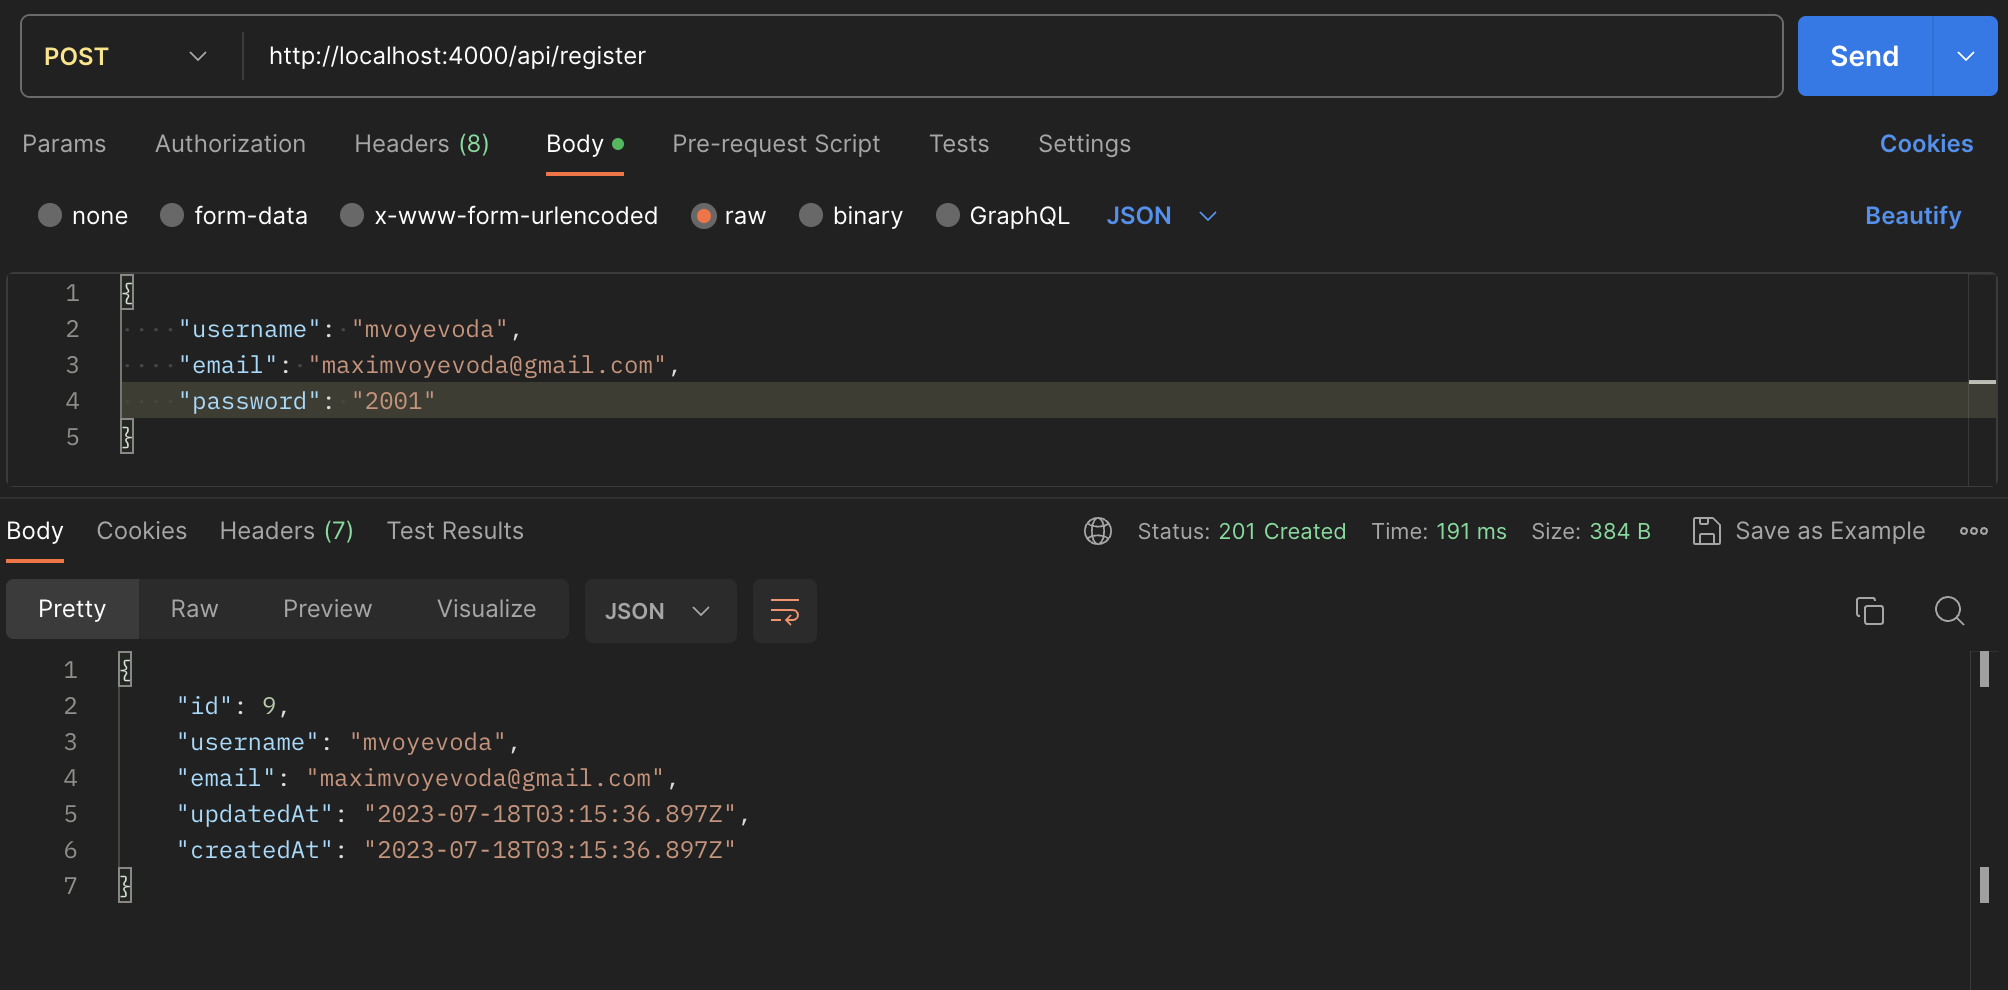 POST http://localhost:4000/api/register Send
Params Authorization Headers (8) Body Pre-request Script Tests Settings Cookies
none form-data x-www-form-urlencoded raw binary GraphQL JSON Beautify
1 {
2 "username": "mvoyevoda",
3 "email": "maximvoyevoda@gmail.com",
4 "password": "2001"
5 }
Body Cookies Headers (7) Test Results Status: 201 Created Time: 191 ms Size: 384 B Save as Example
Pretty Raw Preview Visualize JSON
1 {
2 "id": 9,
3 "username": "mvoyevoda",
4 "email": "maximvoyevoda@gmail.com",
5 "updatedAt": "2023-07-18T03:15:36.897Z",
6 "createdAt": "2023-07-18T03:15:36.897Z"
7 }